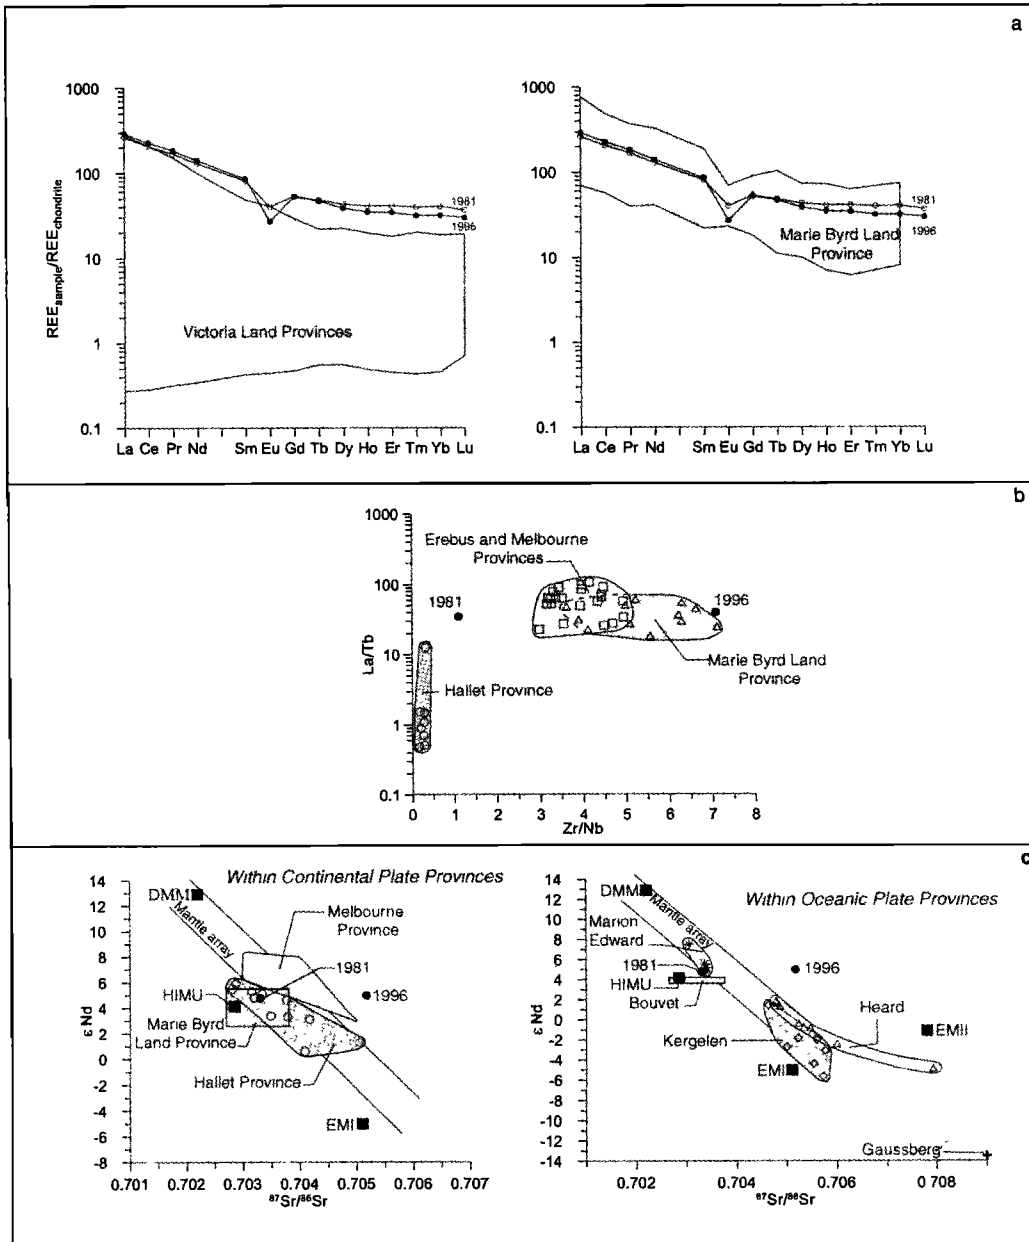 a
1000
100
10
1
0.1
REEsample/REEchondrite
1981
1996
Victoria Land Provinces
La Ce Pr Nd Sm Eu Gd Tb Dy Ho Er Tm Yb Lu
1000
100
10
1
0.1
1981
1996
Marie Byrd Land
Province
La Ce Pr Nd Sm Eu Gd Tb Dy Ho Er Tm Yb Lu
b
1000
100
10
1
0.1
La/Tb
Erebus and Melbourne
Provinces
1981
1996
Marie Byrd Land
Province
Hallet Province
0 1 2 3 4 5 6 7 8
Zr/Nb
c
Within Continental Plate Provinces
14
12
10
8
6
4
2
0
-2
-4
-6
-8
ε Nd
DMM
Mantle array
Melbourne
Province
1981
1996
HIMU
Marie Byrd
Land Province
Hallet Province
EMI
0.701 0.702 0.703 0.704 0.705 0.706 0.707
87Sr/86Sr
Within Oceanic Plate Provinces
14
12
10
8
6
4
2
0
-2
-4
-6
-8
-10
-12
-14
ε Nd
DMM
Mantle array
Marion
Edward
1981
1996
HIMU
Bouvet
Heard
Kergelen
EMII
EMI
Gaussberg
0.702 0.704 0.706 0 708
87Sr/86Sr